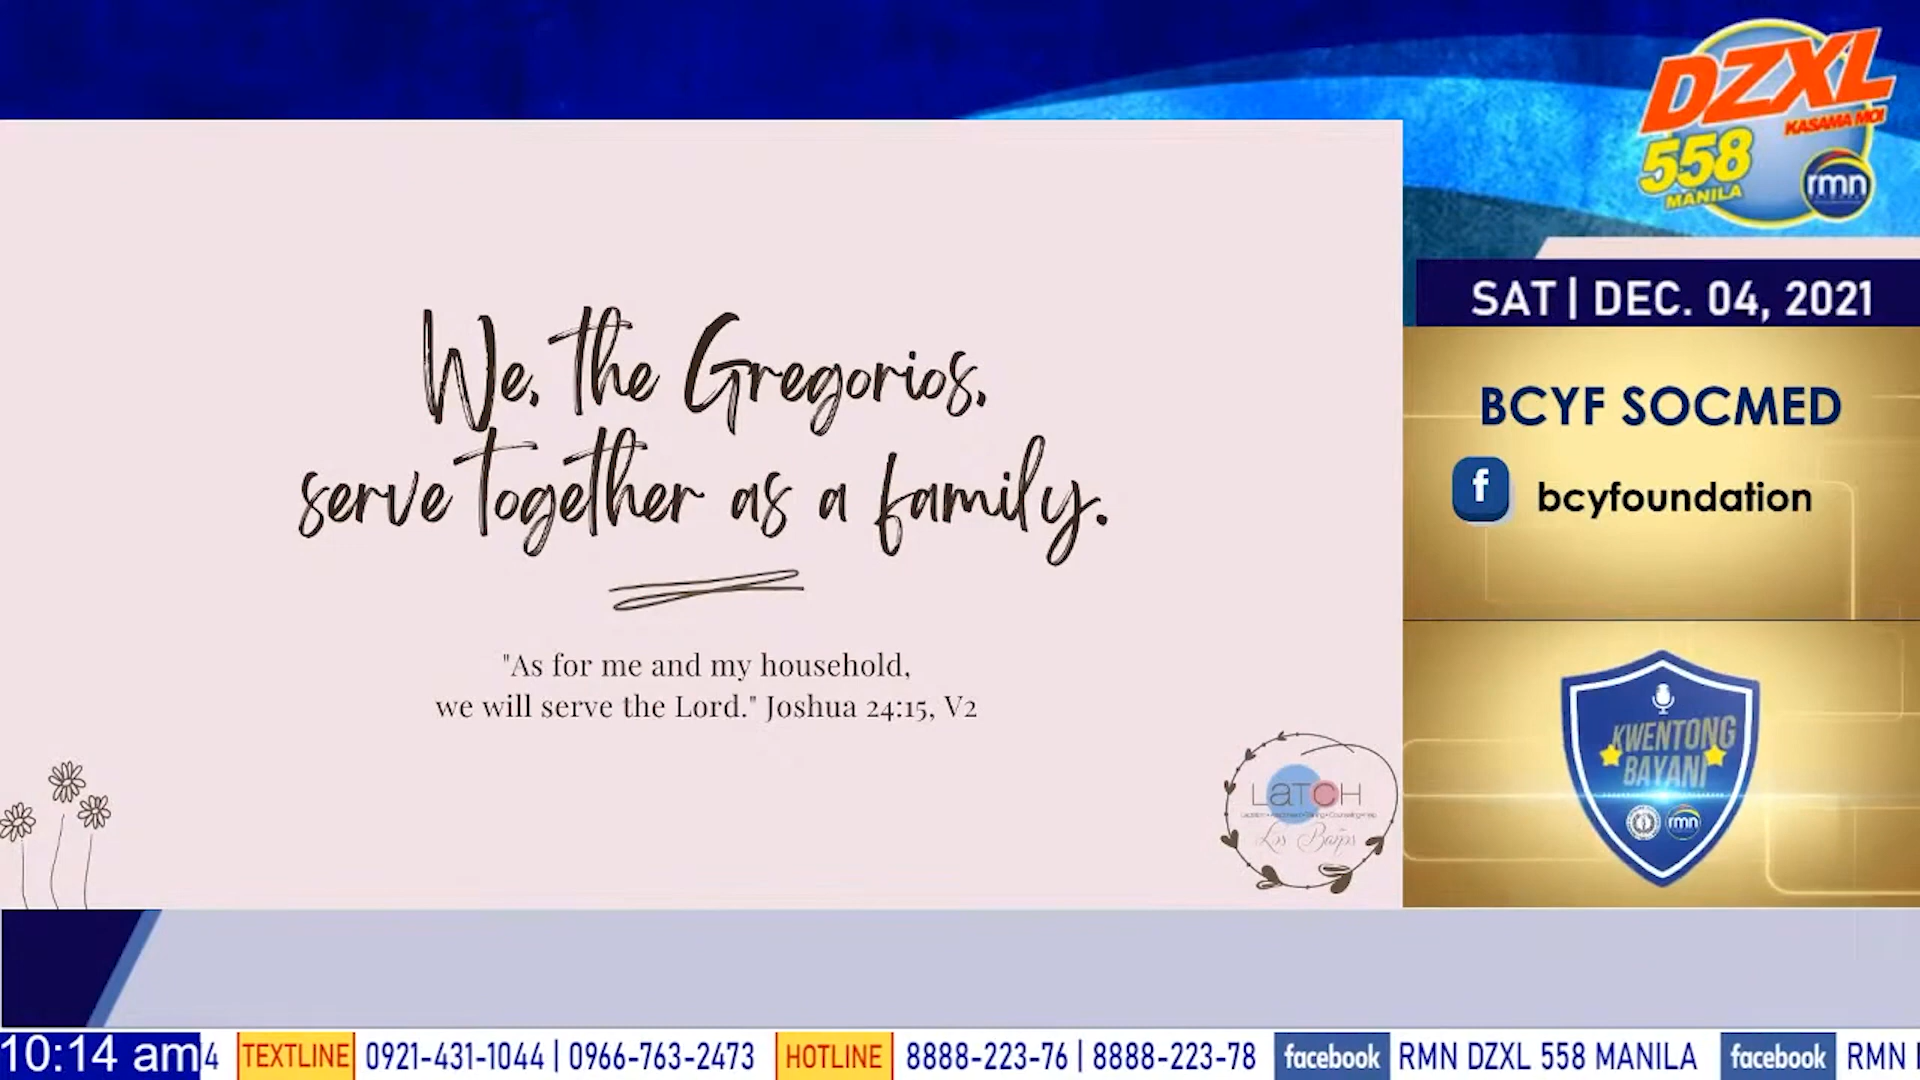 DZXL
KASAMA MO!
558
MANILA
rmn
SAT | DEC. 04, 2021
We, the Gregorios,
serve together as a family.
"As for me and my household,
we will serve the Lord." Joshua 24:15, V2
BCYF SOCMED
f bcyfoundation
KWENTONG
BAYANI
rmn
LaTCH
Los Baños
10:14 am 4 TEXTLINE 0921-431-1044 | 0966-763-2473 HOTLINE 8888-223-76 | 8888-223-78 facebook RMN DZXL 558 MANILA facebook RMN